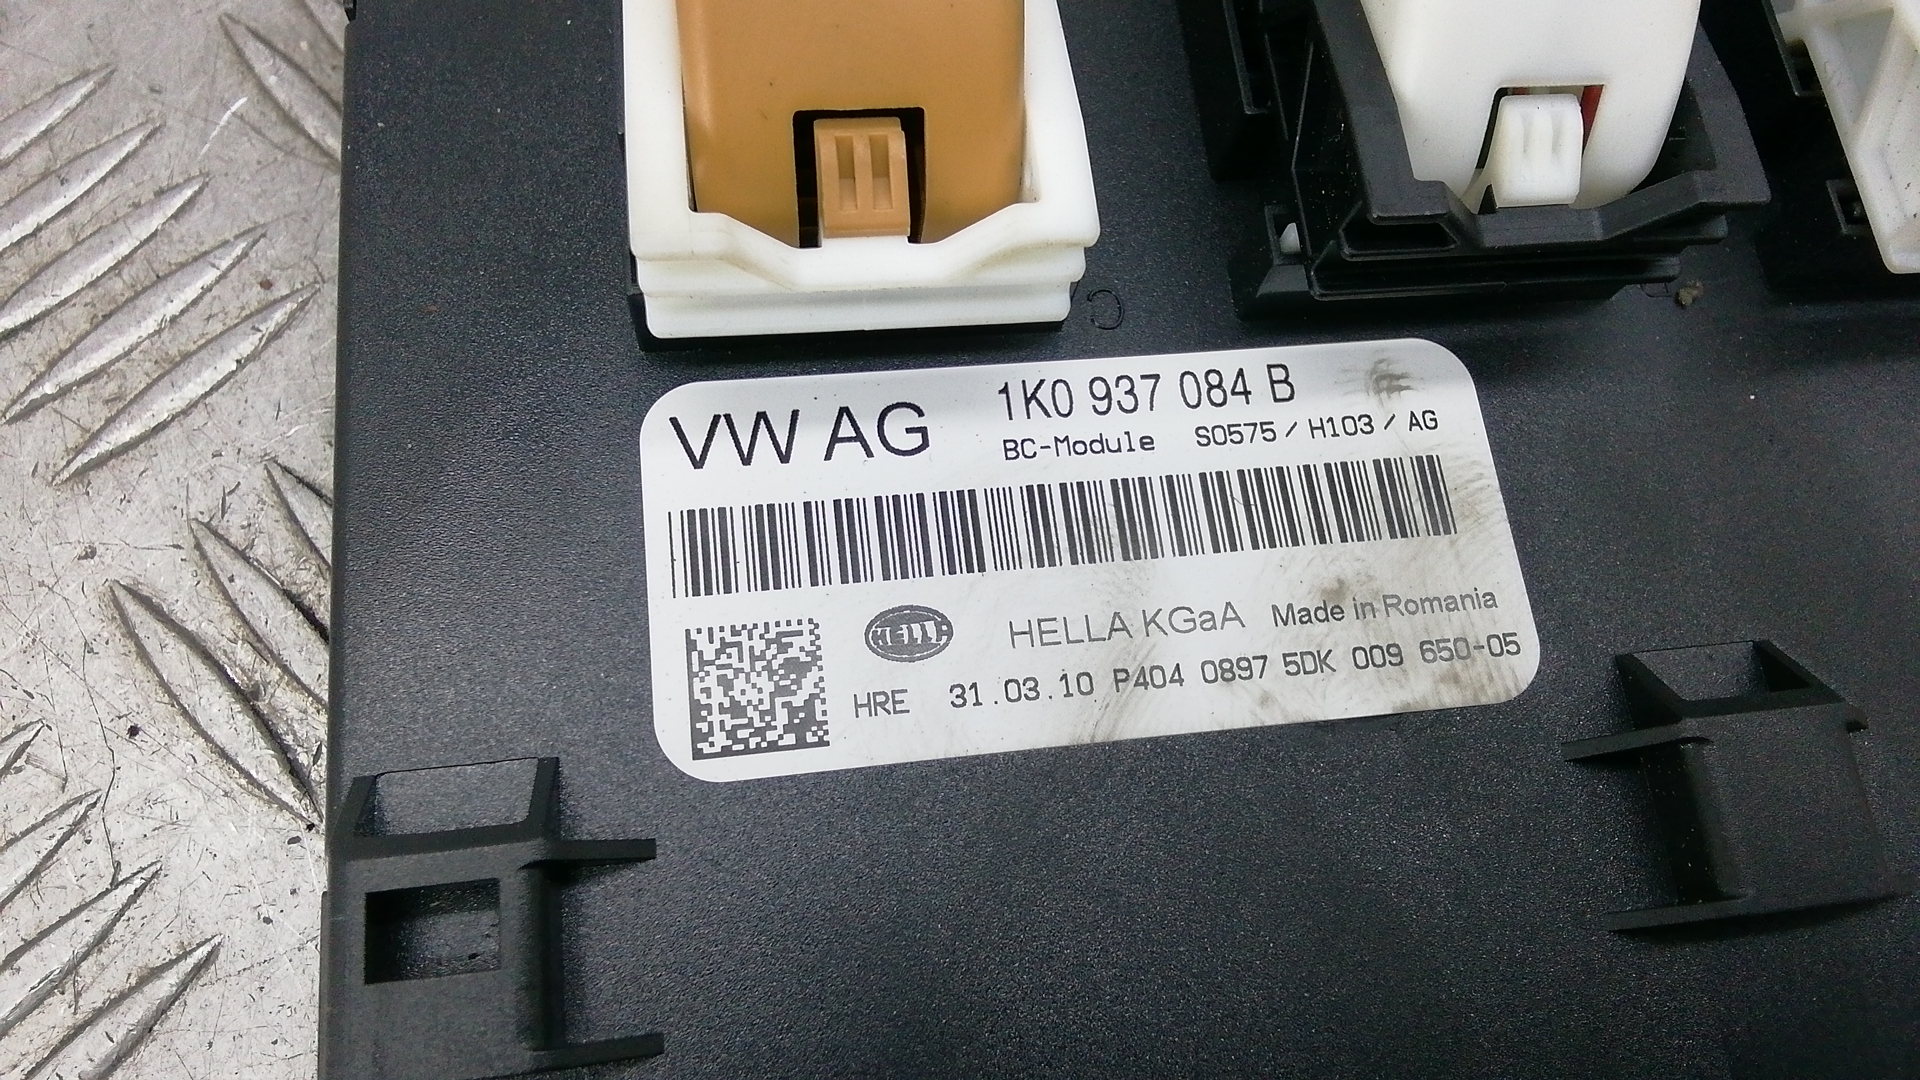 VW AG
1K0 937 084 B
BC-Module S0575 / H103 / AG
HELLA
HELLA KGaA Made in Romania
HRE 31.03.10 P404 0897 5DK 009 650-05